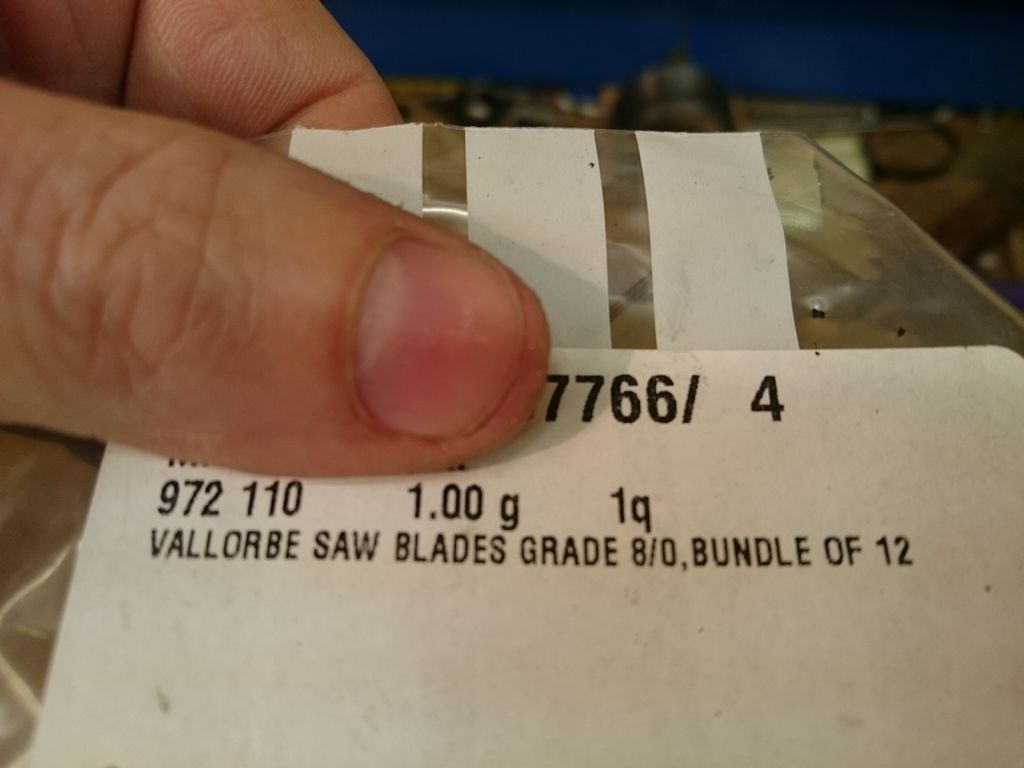 7766/ 4
972 110 1.00 g 1q
VALLORBE SAW BLADES GRADE 8/0,BUNDLE OF 12